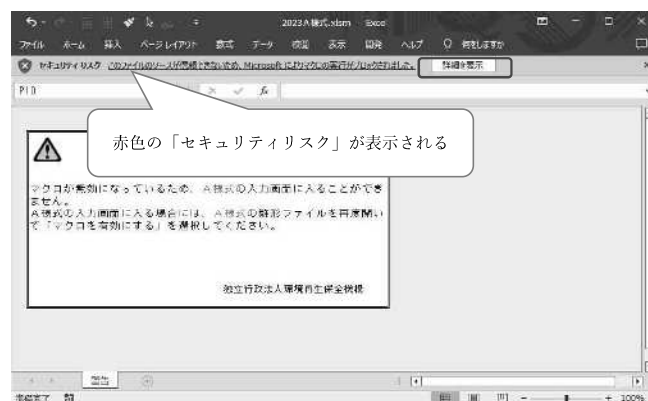 2023A様式.xlsm Excel
ファイル ホーム 挿入 ページレイアウト 数式 データ 校閲 表示 開発 ヘルプ 何をしますか
セキュリティ リスク このファイルのソースが信頼できないため、Microsoft によりマクロの実行がブロックされました。 詳細を表示
fx
赤色の「セキュリティリスク」が表示される
マクロが無効になっているため、A様式の入力画面に入ることができ
ません。
A様式の入力画面に入る場合には、A様式の雛形ファイルを再度開い
て「マクロを有効にする」を選択してください。
独立行政法人環境再生保全機構
警告
準備完了
100%